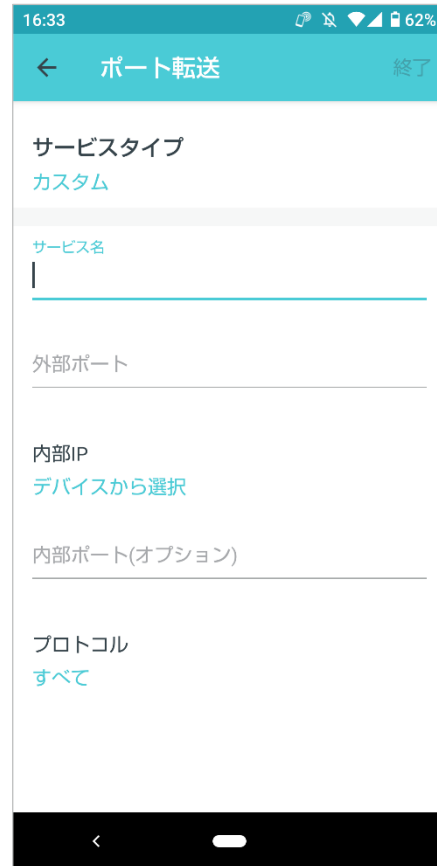 16:33 62%
ポート転送 終了
サービスタイプ
カスタム
サービス名
外部ポート
内部IP
デバイスから選択
内部ポート(オプション)
プロトコル
すべて